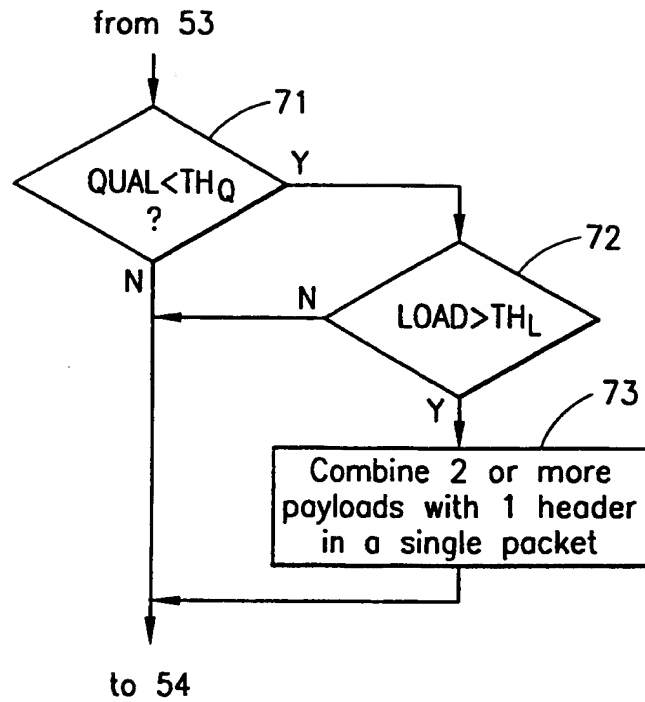 from 53
71
QUAL<THQ
?
Y
N
72
LOAD>THL
N
Y
73
Combine 2 or more
payloads with 1 header
in a single packet
to 54